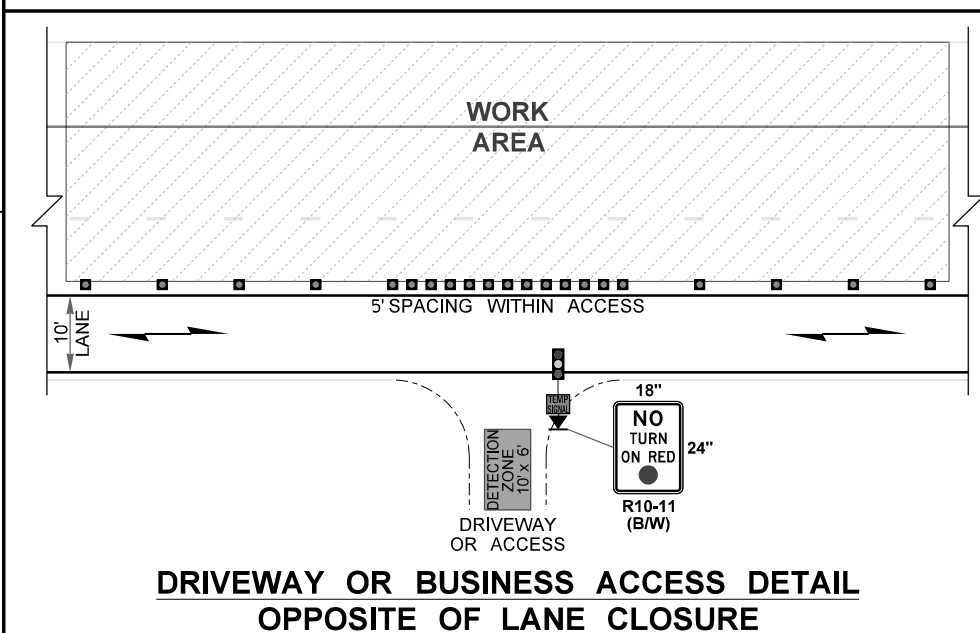 WORK
AREA
5' SPACING WITHIN ACCESS
10'
LANE
TEMP
SIGNAL
18"
NO
TURN
ON RED
24"
R10-11
(B/W)
DETECTION
ZONE
10' x 6'
DRIVEWAY
OR ACCESS
DRIVEWAY OR BUSINESS ACCESS DETAIL
OPPOSITE OF LANE CLOSURE